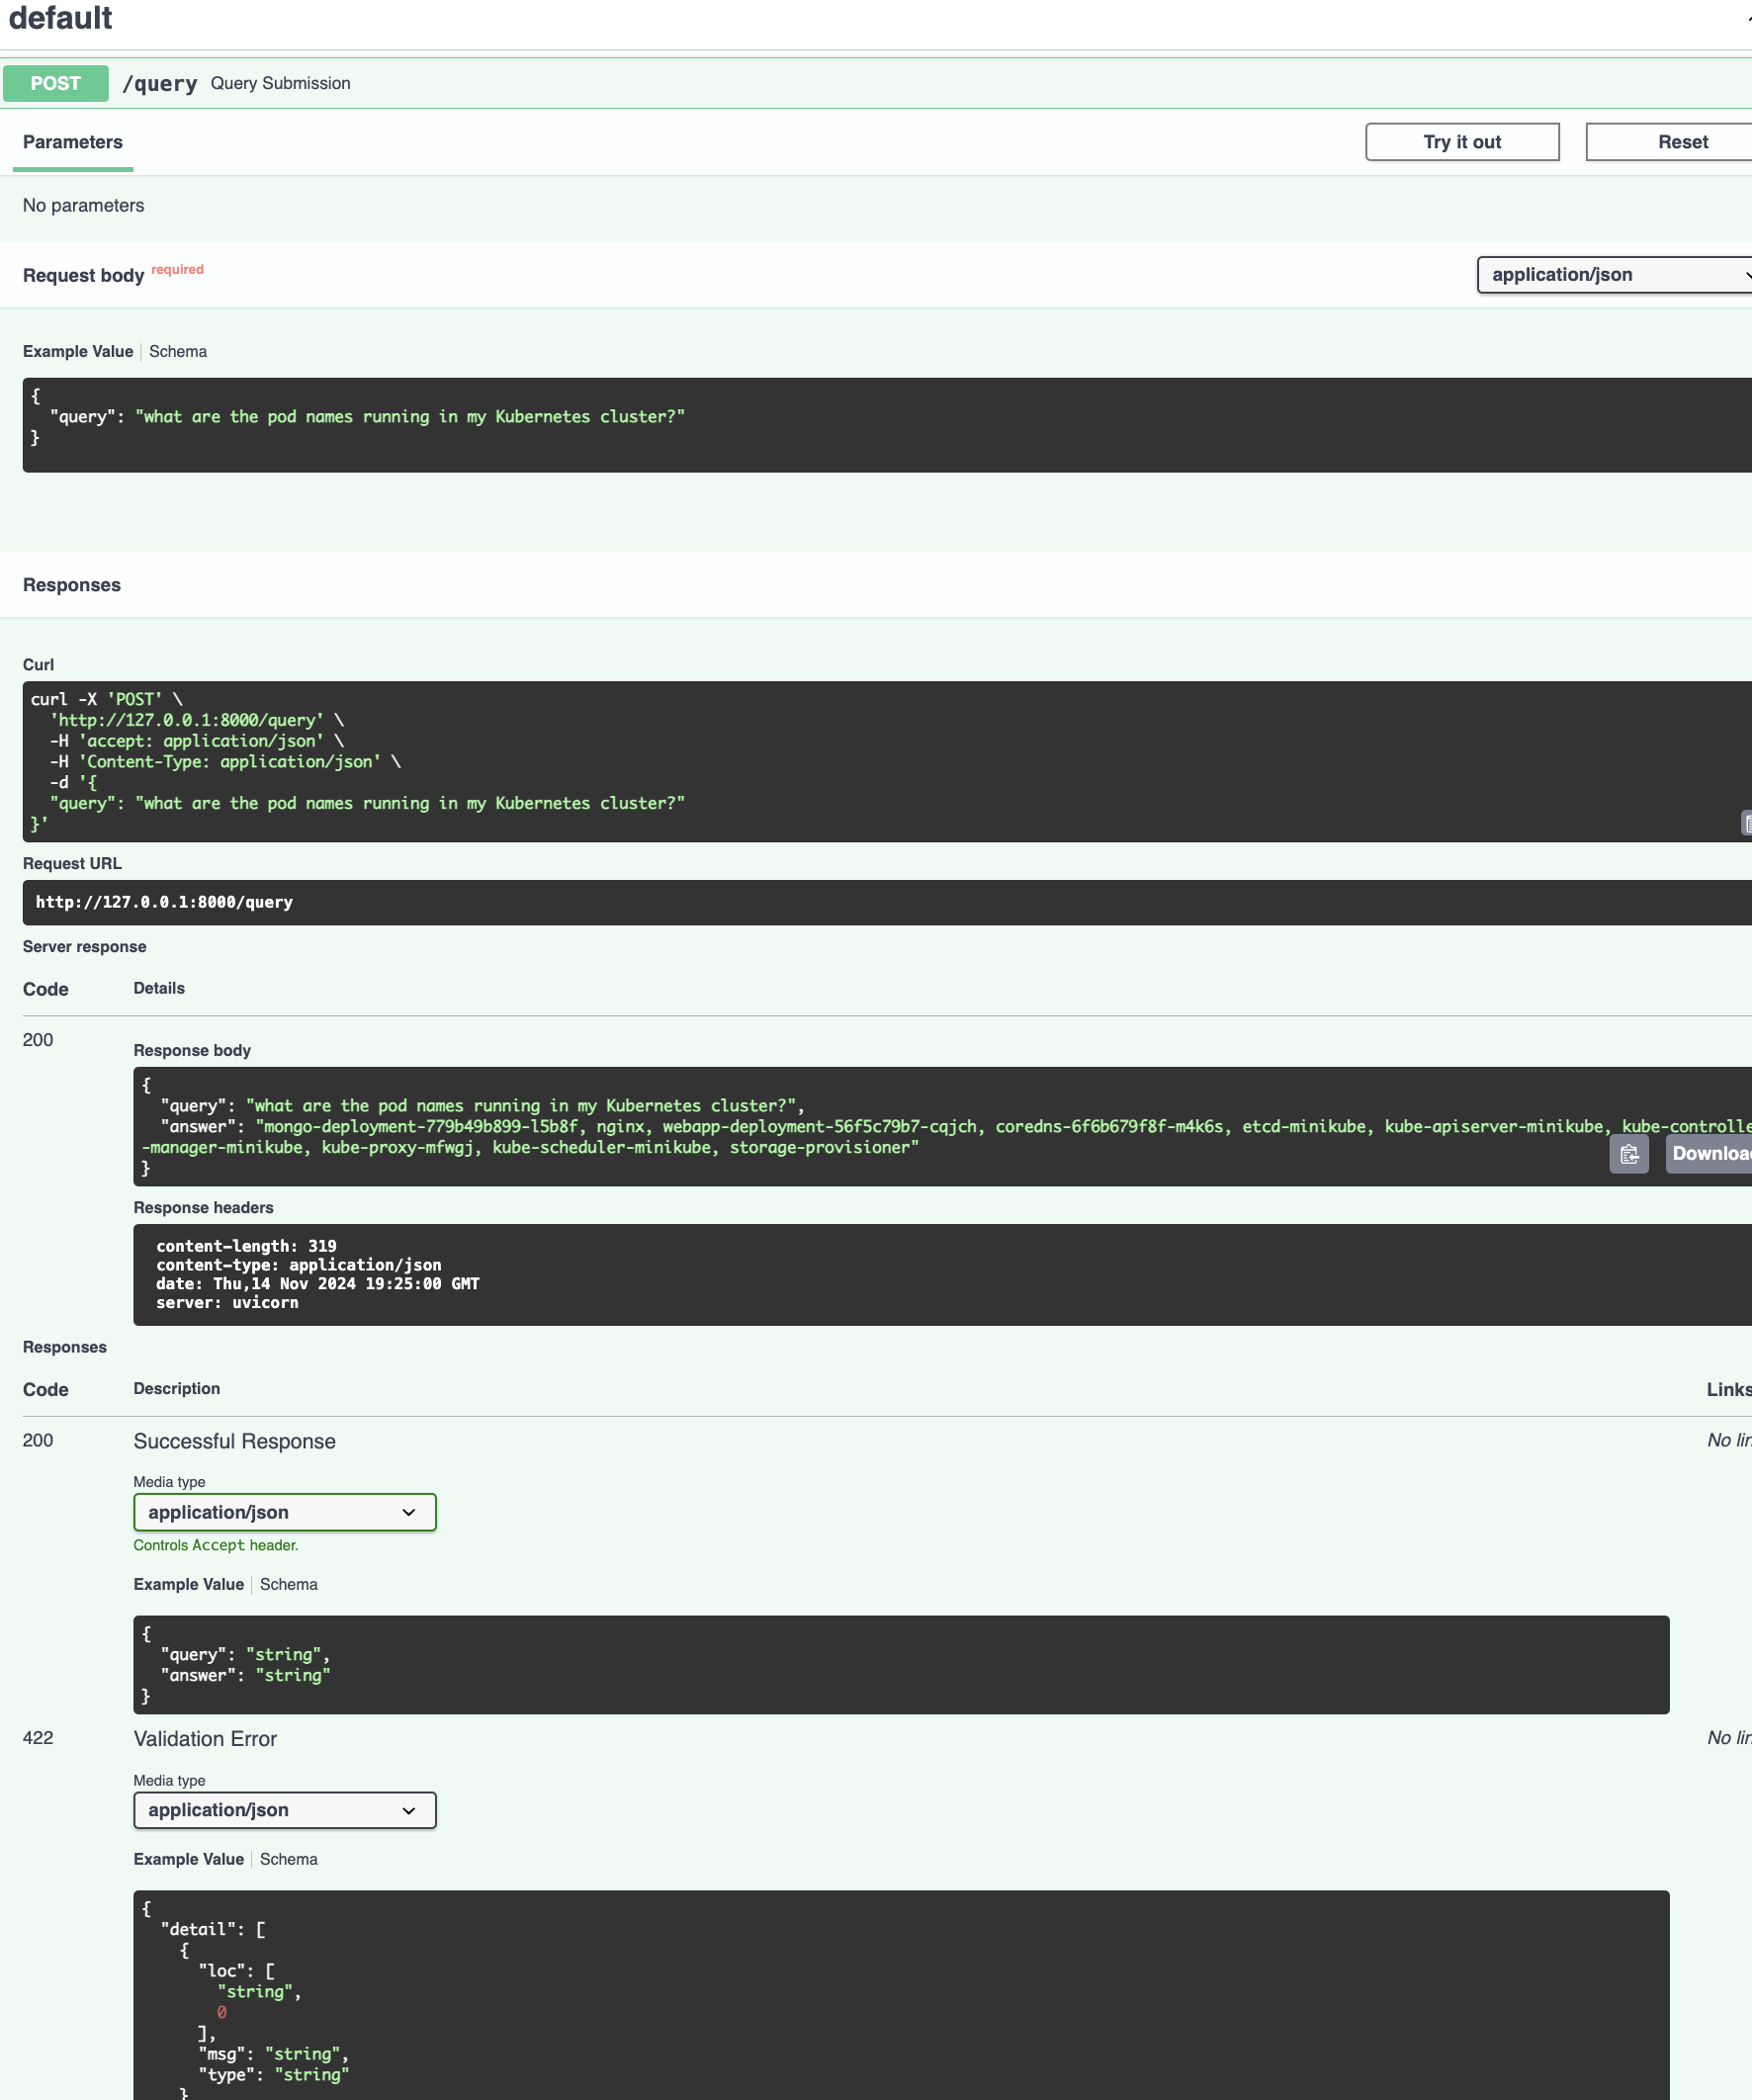 default
POST /query Query Submission
Parameters
Try it out
Reset
No parameters
Request body required
application/json
Example Value Schema
{
  "query": "what are the pod names running in my Kubernetes cluster?"
}
Responses
Curl
curl -X 'POST' \
  'http://127.0.0.1:8000/query' \
  -H 'accept: application/json' \
  -H 'Content-Type: application/json' \
  -d '{
  "query": "what are the pod names running in my Kubernetes cluster?"
}'
Request URL
http://127.0.0.1:8000/query
Server response
Code Details
200
Response body
{
  "query": "what are the pod names running in my Kubernetes cluster?",
  "answer": "mongo-deployment-779b49b899-l5b8f, nginx, webapp-deployment-56f5c79b7-cqjch, coredns-6f6b679f8f-m4k6s, etcd-minikube, kube-apiserver-minikube, kube-controlle
-manager-minikube, kube-proxy-mfwgj, kube-scheduler-minikube, storage-provisioner"
}
Downloa
Response headers
content-length: 319
content-type: application/json
date: Thu,14 Nov 2024 19:25:00 GMT
server: uvicorn
Responses
Code Description Links
200 Successful Response No lin
Media type
application/json
Controls Accept header.
Example Value Schema
{
  "query": "string",
  "answer": "string"
}
422 Validation Error No lin
Media type
application/json
Example Value Schema
{
  "detail": [
    {
      "loc": [
        "string",
        0
      ],
      "msg": "string",
      "type": "string"
    }